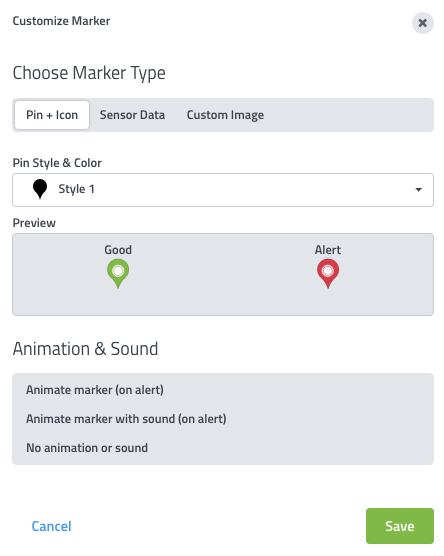 Customize Marker
Choose Marker Type
Pin + Icon Sensor Data Custom Image
Pin Style & Color
Style 1
Preview
Good Alert
Animation & Sound
Animate marker (on alert)
Animate marker with sound (on alert)
No animation or sound
Cancel Save